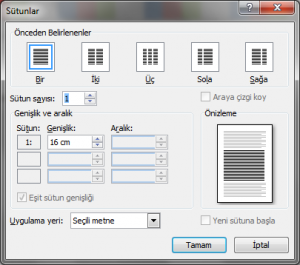 Sütunlar
Önceden Belirlenenler
Bir İki Üç Sola Sağa
Sütun sayısı: 1 Araya çizgi koy
Genişlik ve aralık Önizleme
Sütun: Genişlik: Aralık:
1: 16 cm
Eşit sütun genişliği
Uygulama yeri: Seçili metne Yeni sütuna başla
Tamam İptal